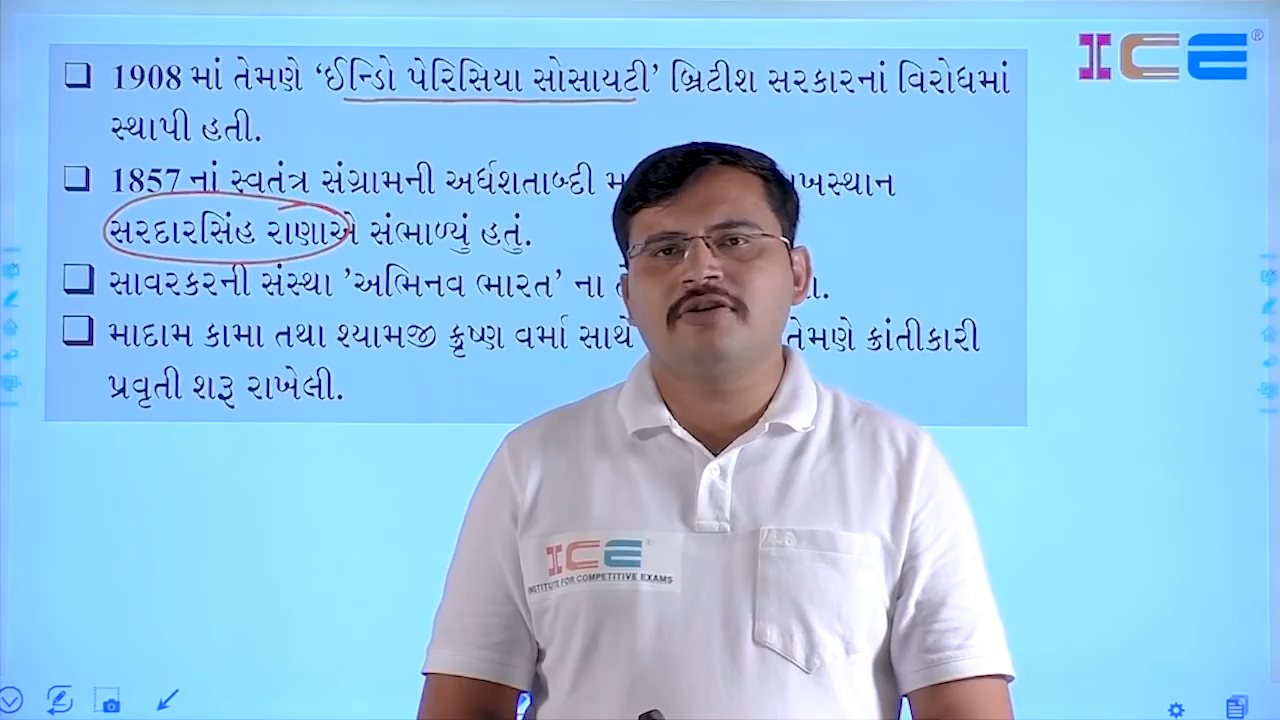 ICE®
1908 માં તેમણે ‘ઈન્ડિો પેરિસિયા સોસાયટી’ બ્રિટીશ સરકારનાં વિરોધમાં
સ્થાપી હતી.
1857 નાં સ્વતંત્ર સંગ્રામની અર્ધશતાબ્દી
સરદારસિંહ રાણાએ સંભાળ્યું હતું.
સાવરકરની સંસ્થા ’અભિનવ ભારત’ ના
માદામ કામા તથા શ્યામજી કૃષ્ણ વર્મા સાથે તેમણે ક્રાંતીકારી
પ્રવૃતી શરૂ રાખેલી.
ICE®
INSTITUTE FOR COMPETITIVE EXAMS